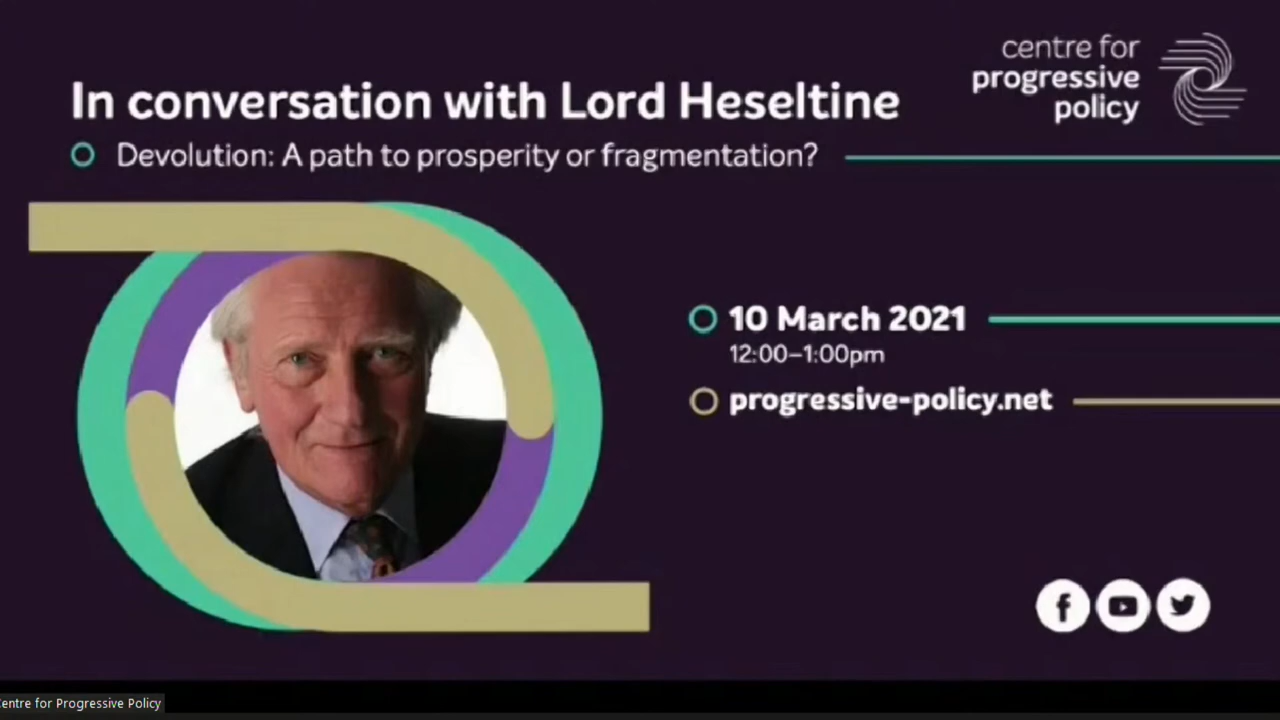 centre for
progressive
policy
In conversation with Lord Heseltine
Devolution: A path to prosperity or fragmentation?
10 March 2021
12:00–1:00pm
progressive-policy.net
entre for Progressive Policy